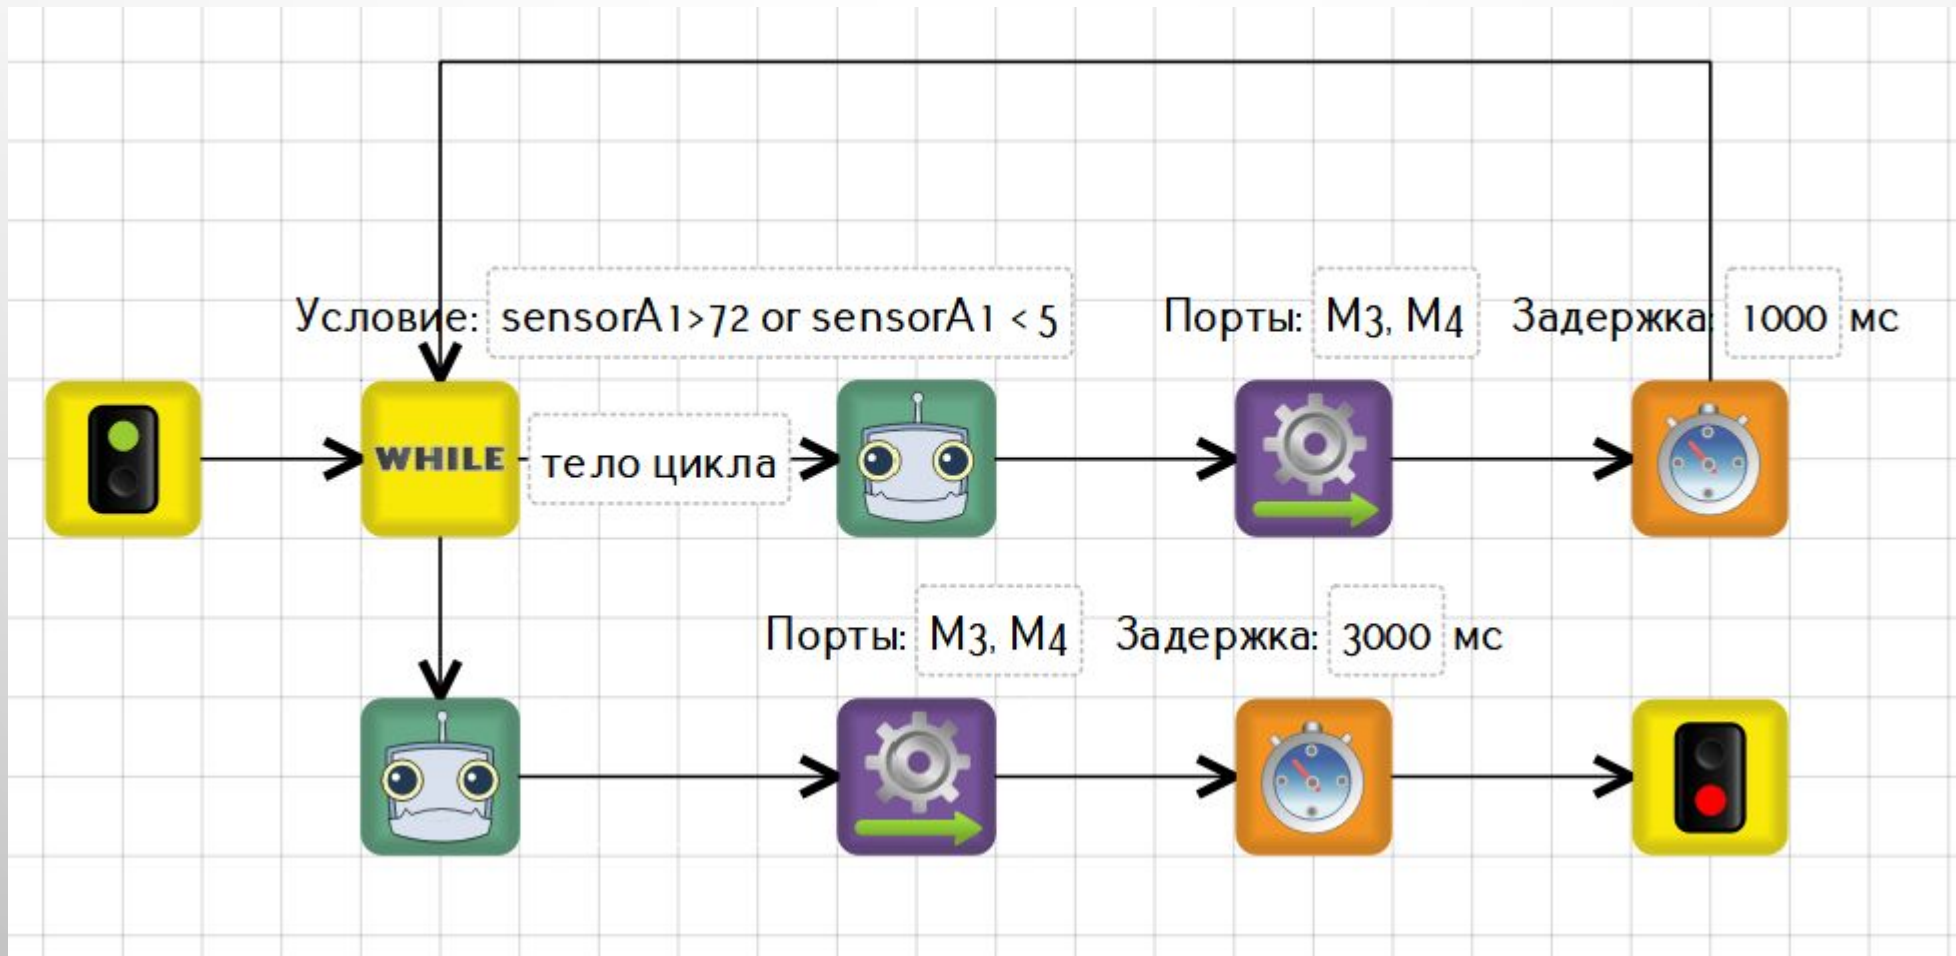 Условие: sensorA1>72 or sensorA1 < 5 Порты: M3, M4 Задержка: 1000 мс
WHILE тело цикла
Порты: M3, M4 Задержка: 3000 мс